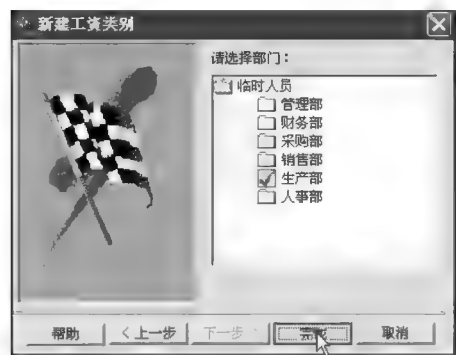 新建工资类别
请选择部门：
临时人员
管理部
财务部
采购部
销售部
生产部
人事部
帮助
<上一步
下一步
取消